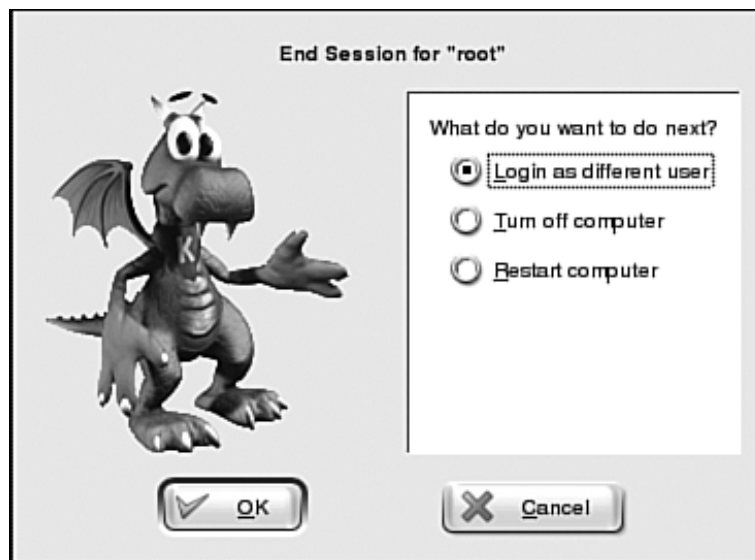 End Session for "root"
What do you want to do next?
Login as different user
Turn off computer
Restart computer
K
OK
Cancel